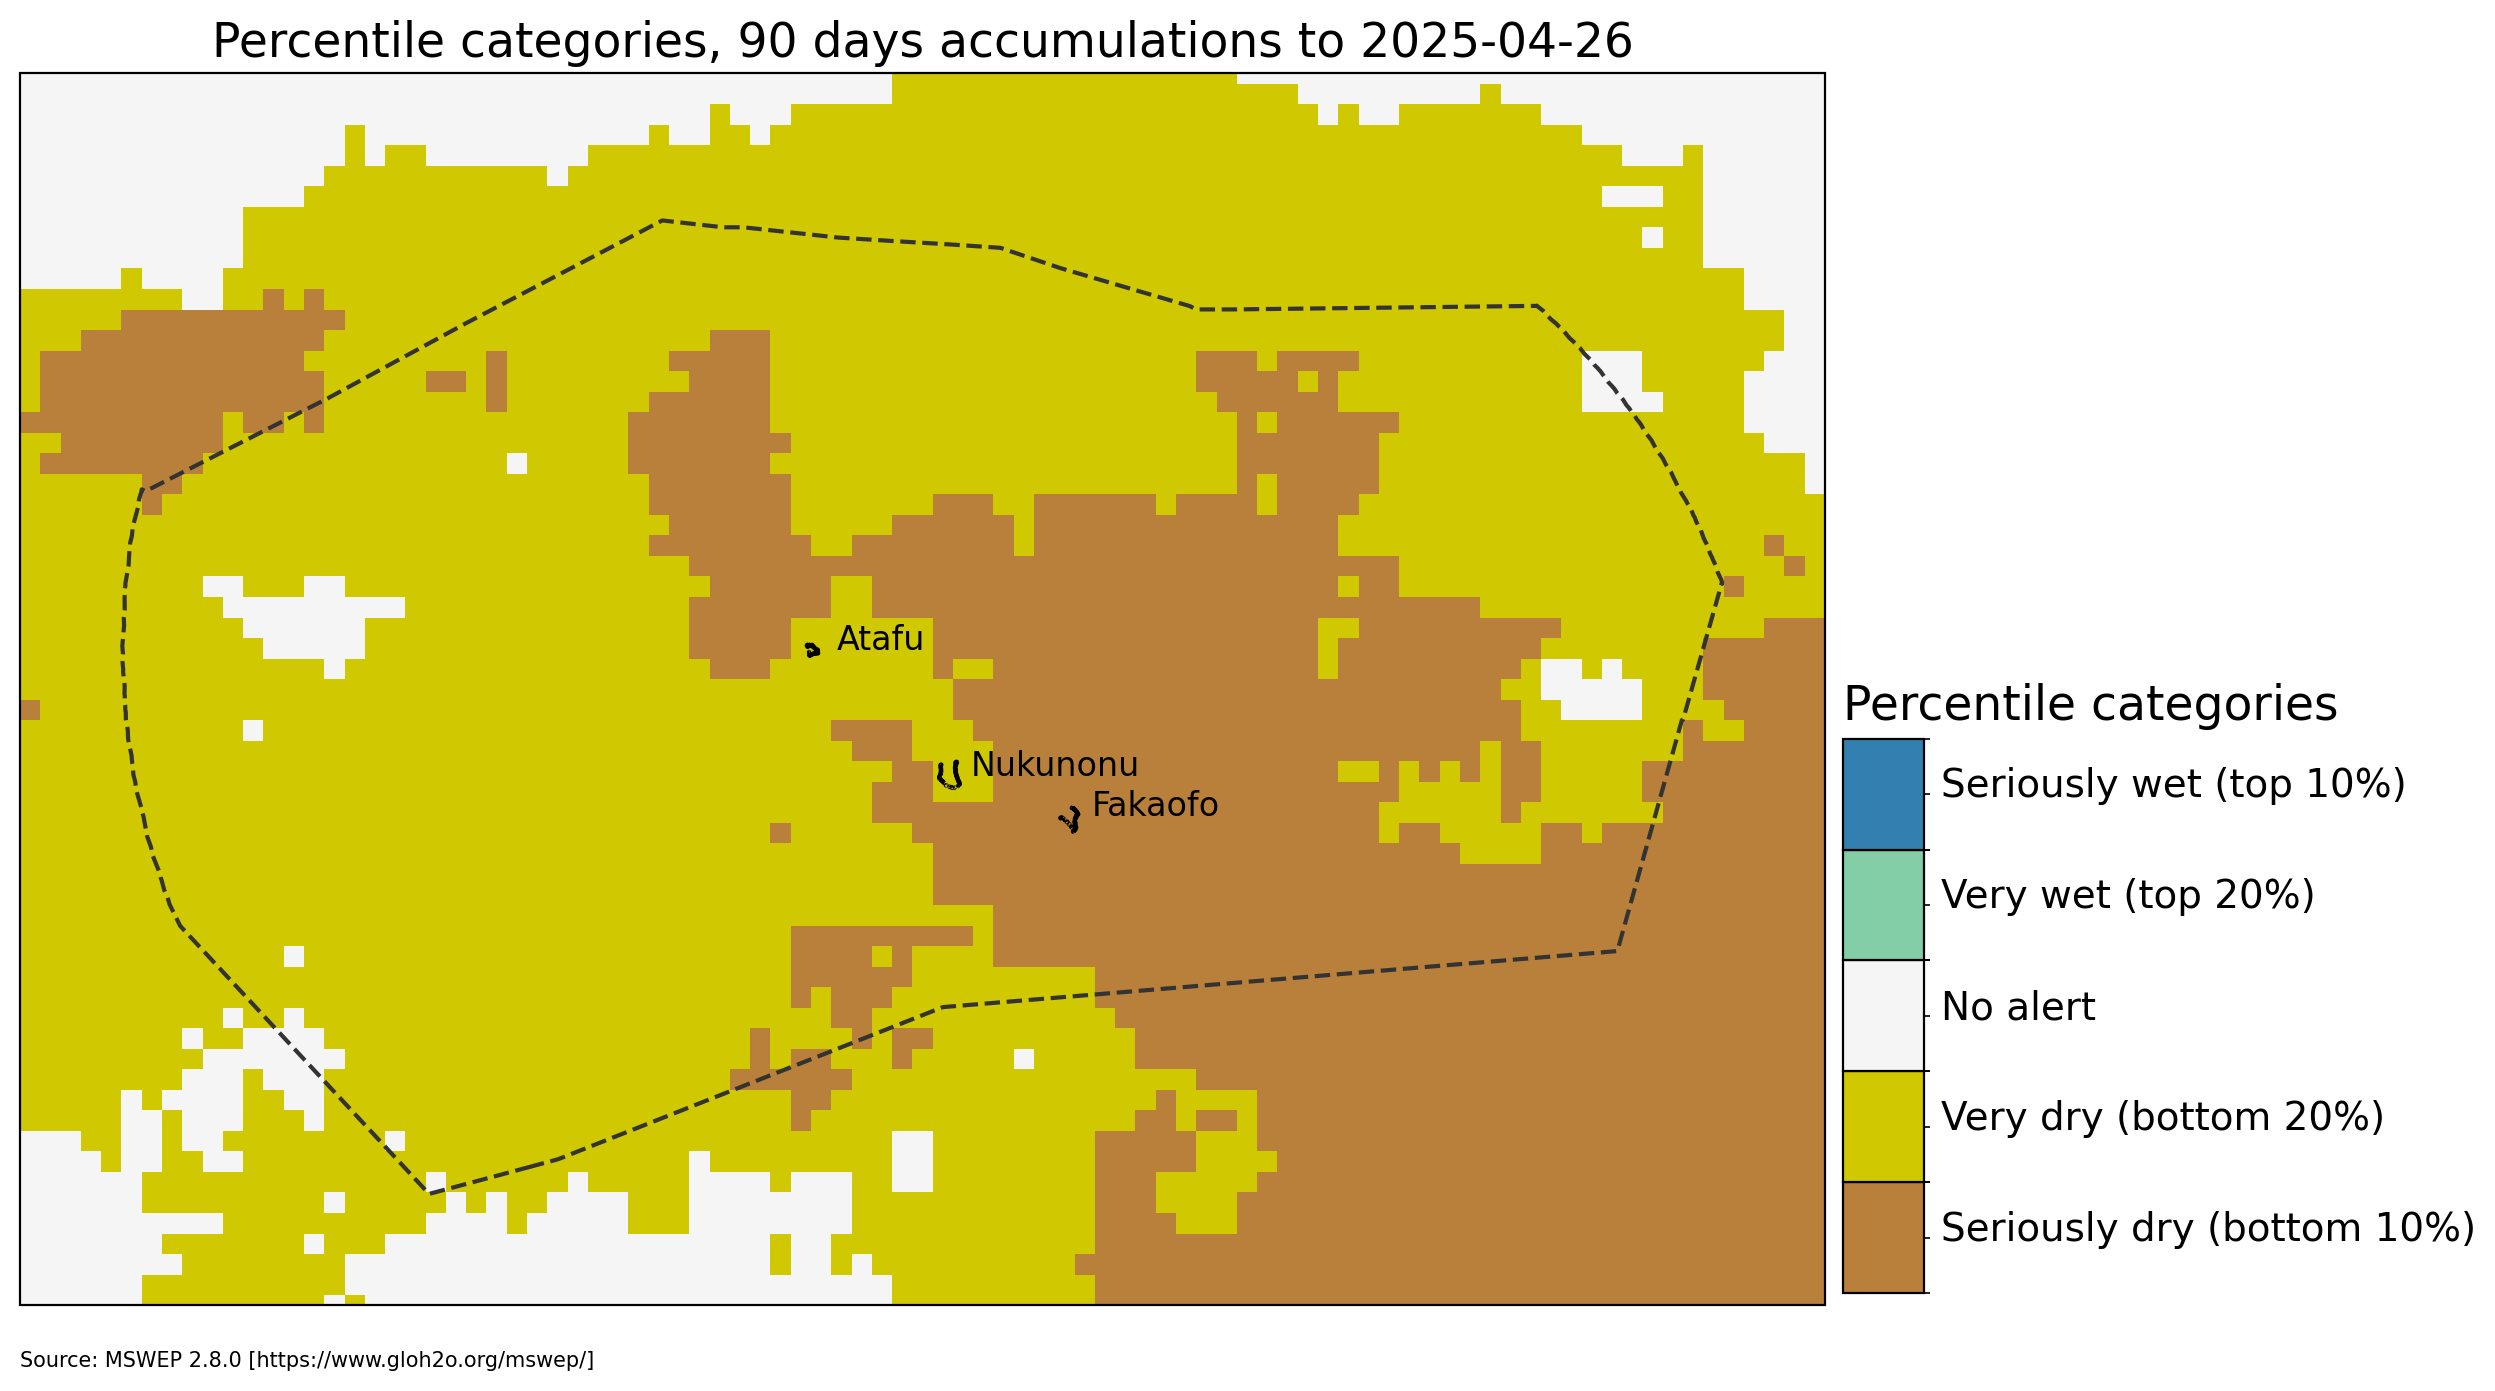 Percentile categories, 90 days accumulations to 2025-04-26
Atafu
Nukunonu
Fakaofo
Percentile categories
Seriously wet (top 10%)
Very wet (top 20%)
No alert
Very dry (bottom 20%)
Seriously dry (bottom 10%)
Source: MSWEP 2.8.0 [https://www.gloh2o.org/mswep/]